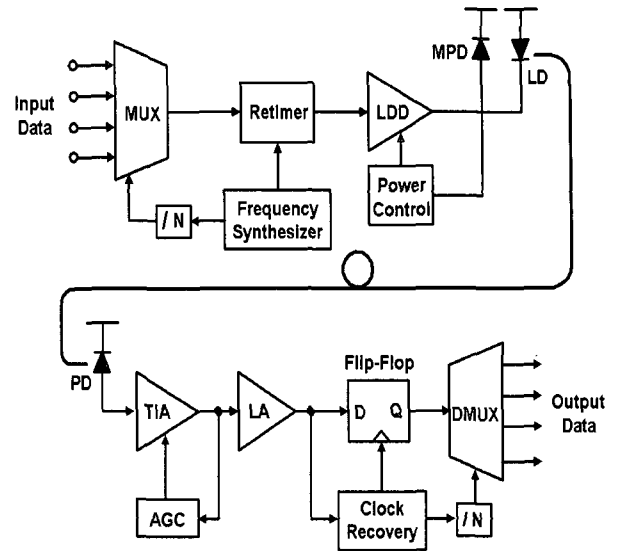 MPD
LD
Input
Data
MUX
Retimer
LDD
Power
Control
/ N
Frequency
Synthesizer
PD
TIA
LA
Flip-Flop
D Q
DMUX
Output
Data
AGC
Clock
Recovery
/ N